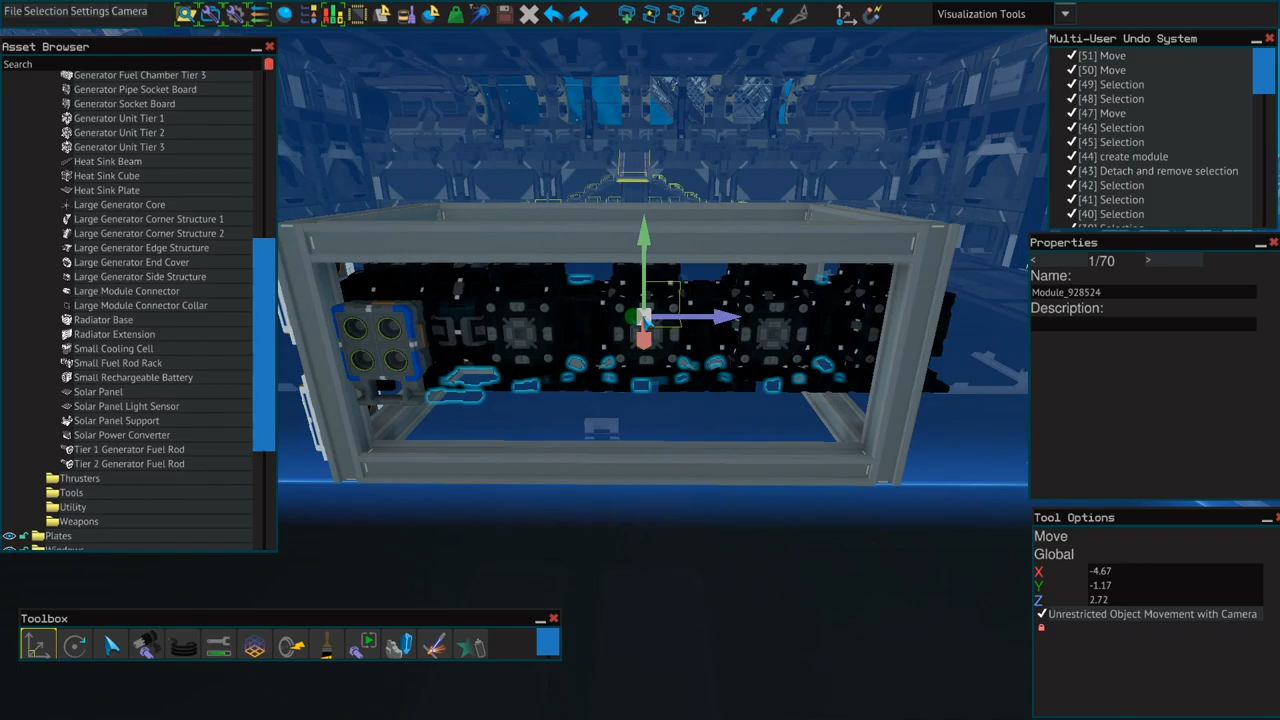 File Selection Settings Camera
Visualization Tools
Asset Browser
Search
Generator Fuel Chamber Tier 3
Generator Pipe Socket Board
Generator Socket Board
Generator Unit Tier 1
Generator Unit Tier 2
Generator Unit Tier 3
Heat Sink Beam
Heat Sink Cube
Heat Sink Plate
Large Generator Core
Large Generator Corner Structure 1
Large Generator Corner Structure 2
Large Generator Edge Structure
Large Generator End Cover
Large Generator Side Structure
Large Module Connector
Large Module Connector Collar
Radiator Base
Radiator Extension
Small Cooling Cell
Small Fuel Rod Rack
Small Rechargeable Battery
Solar Panel
Solar Panel Light Sensor
Solar Panel Support
Solar Power Converter
Tier 1 Generator Fuel Rod
Tier 2 Generator Fuel Rod
Thrusters
Tools
Utility
Weapons
Plates
Windows
Toolbox
Multi-User Undo System
[51] Move
[50] Move
[49] Selection
[48] Selection
[47] Move
[46] Selection
[45] Selection
[44] create module
[43] Detach and remove selection
[42] Selection
[41] Selection
[40] Selection
Properties
< 1/70 >
Name:
Module_928524
Description:
Tool Options
Move
Global
X -4.67
Y -1.17
Z 2.72
Unrestricted Object Movement with Camera